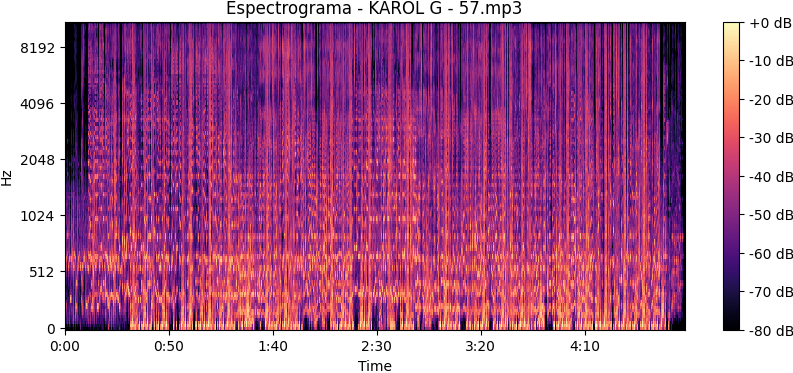 Espectrograma - KAROL G - 57.mp3
8192
4096
2048
1024
512
0
Hz
0:00 0:50 1:40 2:30 3:20 4:10
Time
+0 dB
-10 dB
-20 dB
-30 dB
-40 dB
-50 dB
-60 dB
-70 dB
-80 dB